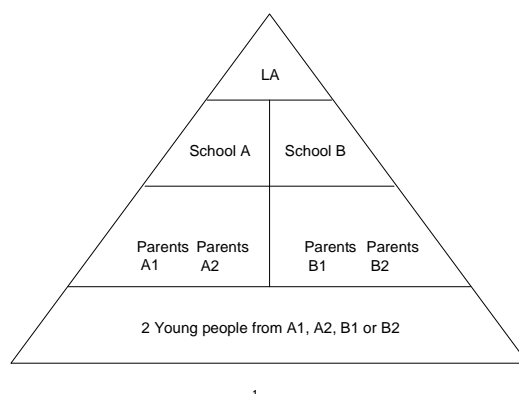 LA
School A School B
Parents Parents Parents Parents
A1 A2 B1 B2
2 Young people from A1, A2, B1 or B2
1